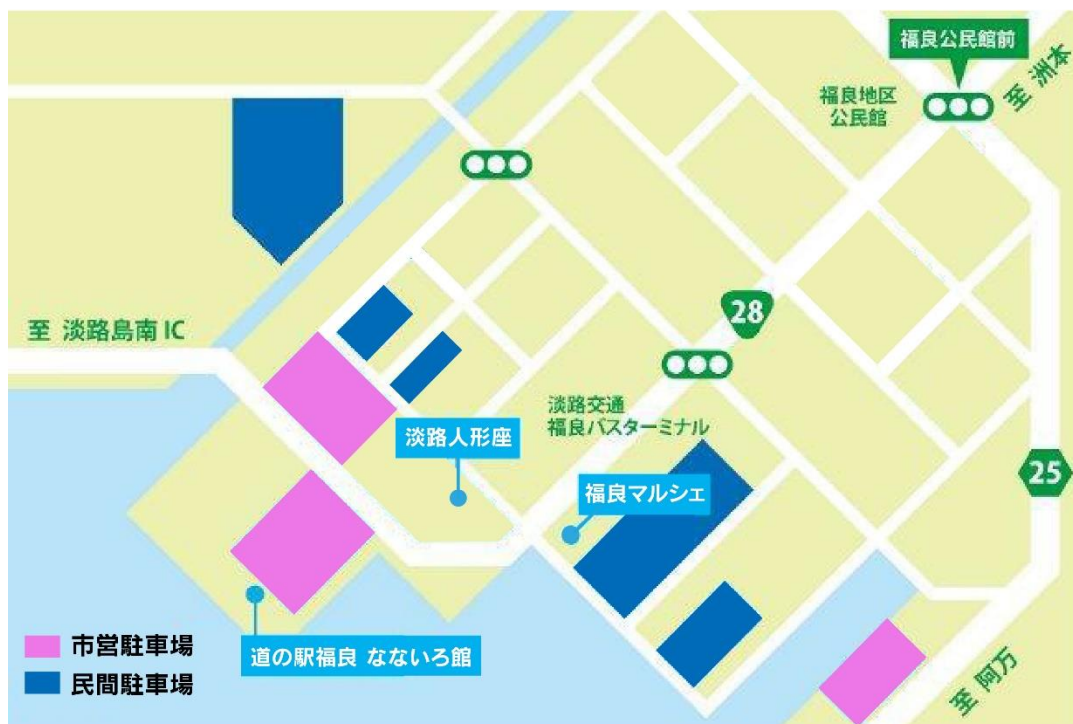 福良公民館前
至 洲本
福良地区
公民館
28
至 淡路島南 IC
淡路交通
福良バスターミナル
淡路人形座
福良マルシェ
25
市営駐車場
民間駐車場
道の駅福良 なないろ館
至 阿万